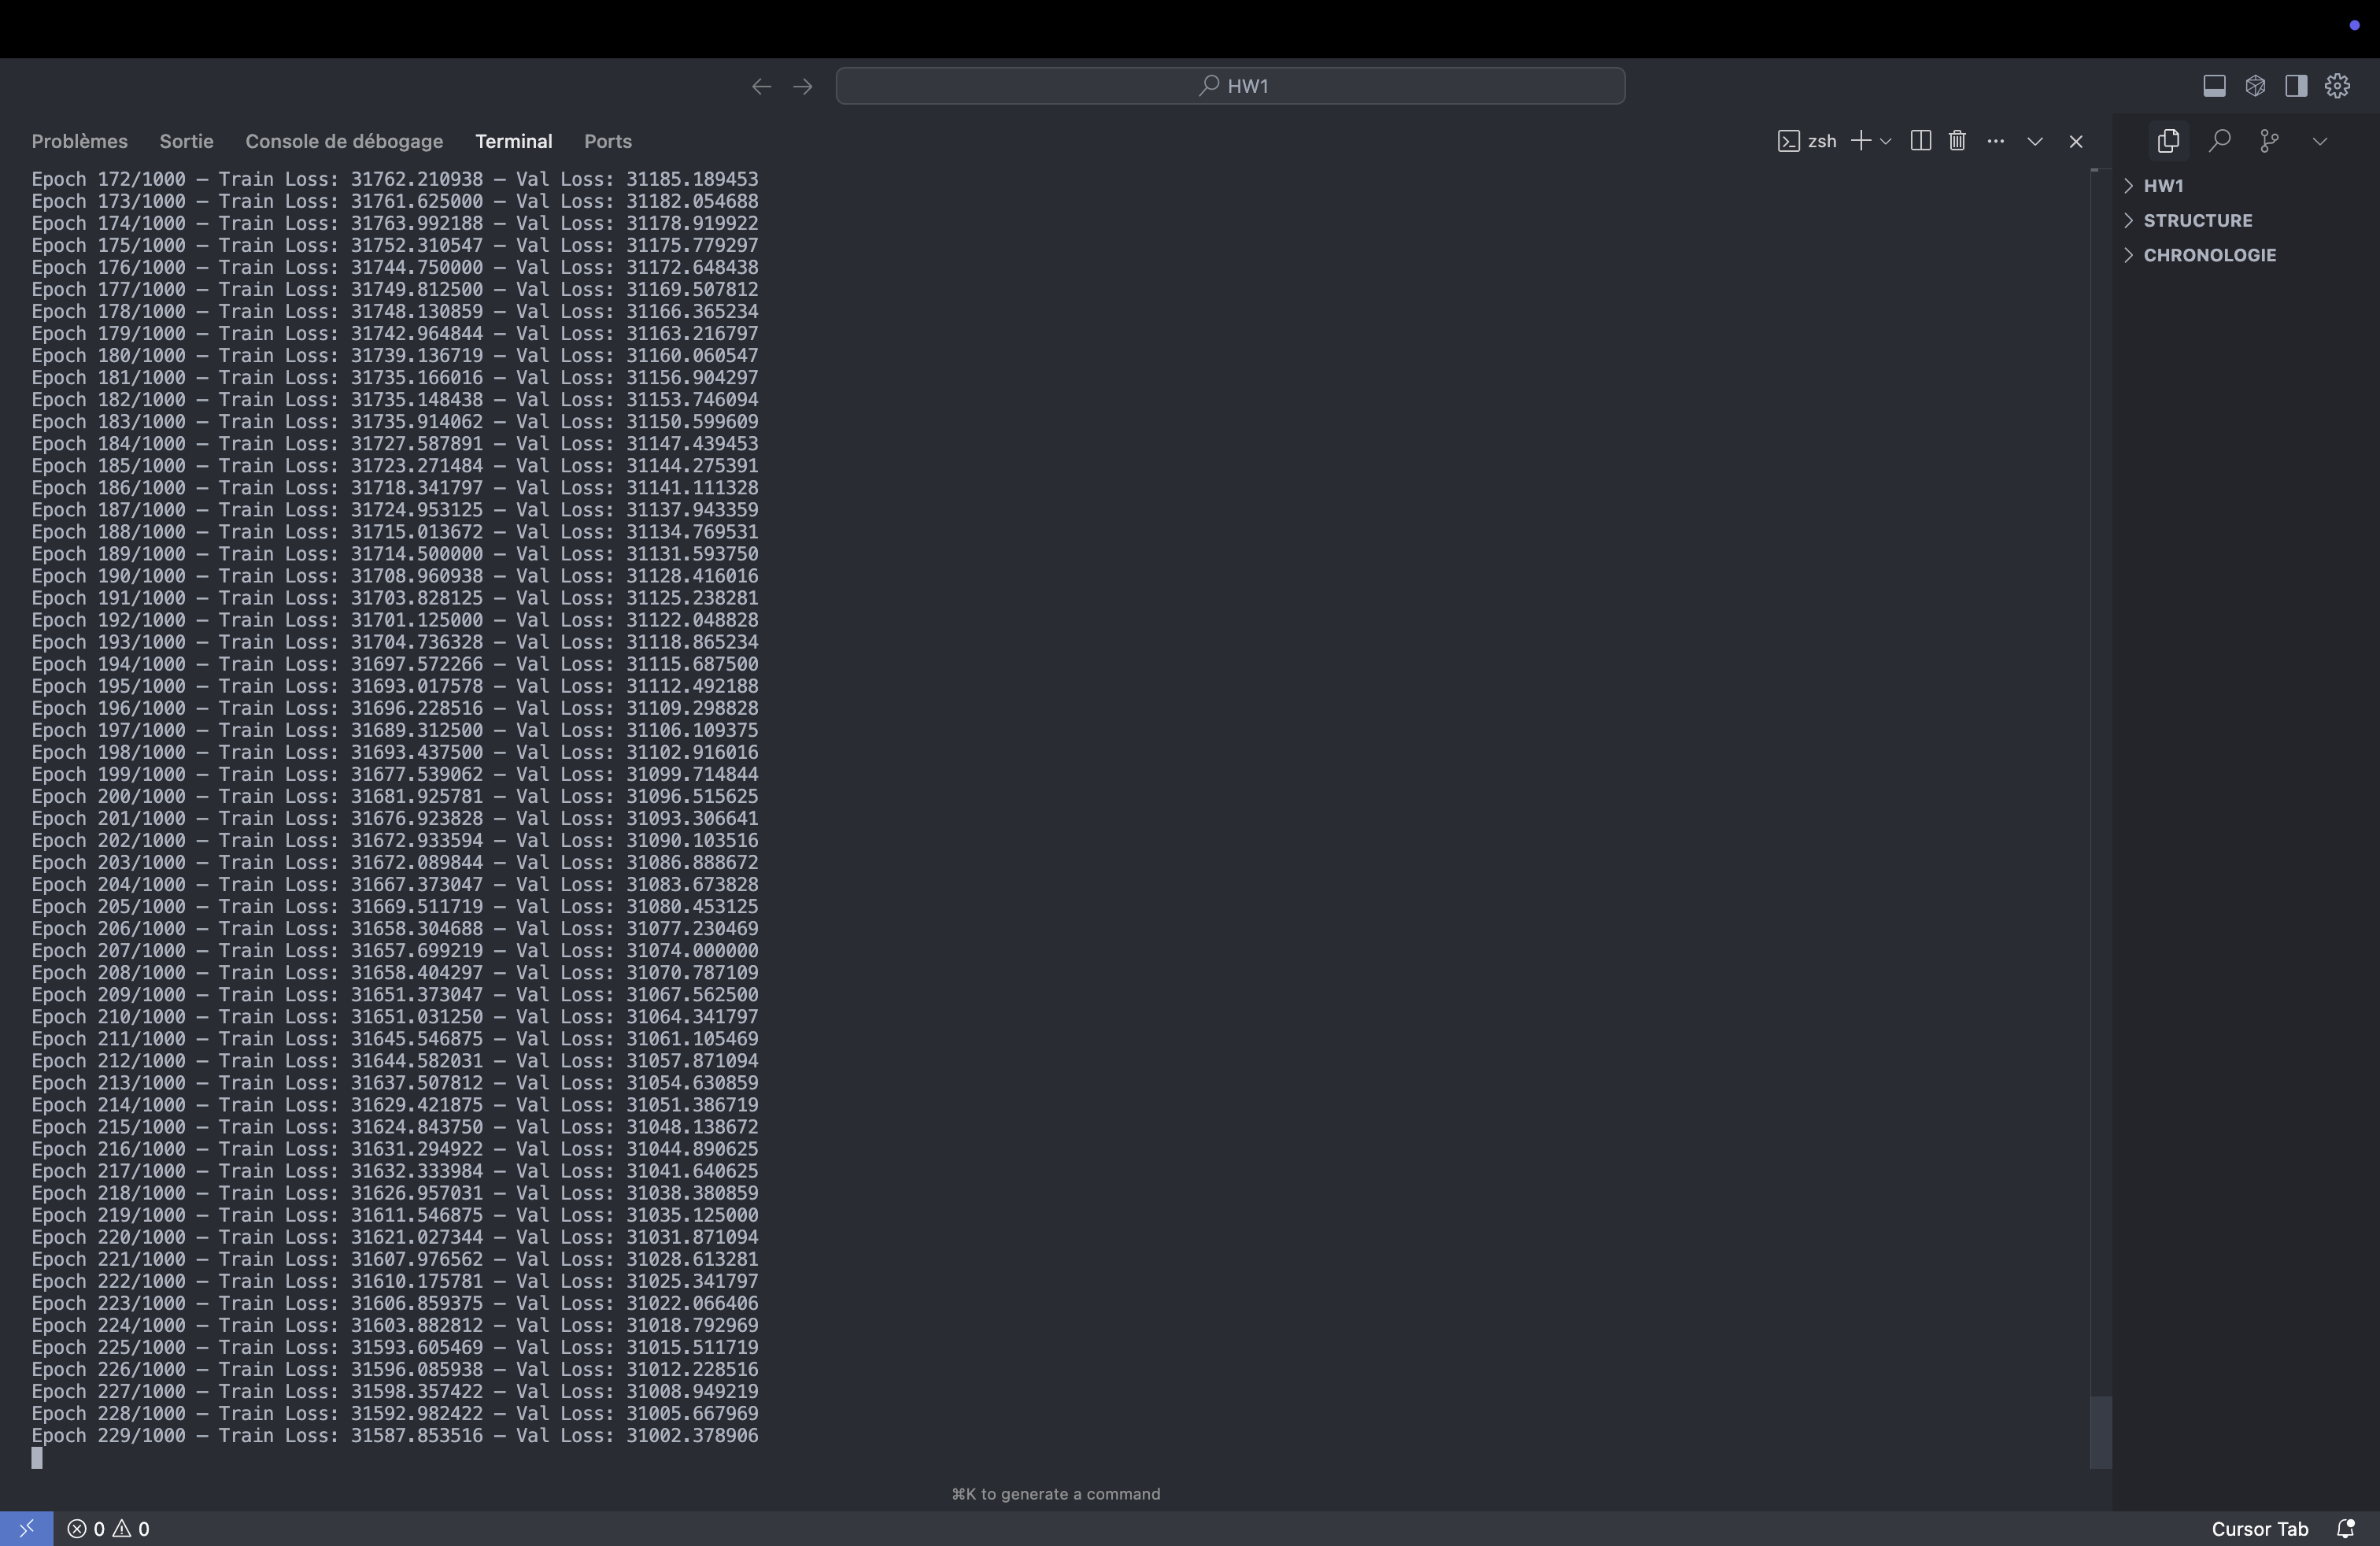 HW1
Problèmes Sortie Console de débogage Terminal Ports zsh
Epoch 172/1000 — Train Loss: 31762.210938 — Val Loss: 31185.189453
Epoch 173/1000 — Train Loss: 31761.625000 — Val Loss: 31182.054688
Epoch 174/1000 — Train Loss: 31763.992188 — Val Loss: 31178.919922
Epoch 175/1000 — Train Loss: 31752.310547 — Val Loss: 31175.779297
Epoch 176/1000 — Train Loss: 31744.750000 — Val Loss: 31172.648438
Epoch 177/1000 — Train Loss: 31749.812500 — Val Loss: 31169.507812
Epoch 178/1000 — Train Loss: 31748.130859 — Val Loss: 31166.365234
Epoch 179/1000 — Train Loss: 31742.964844 — Val Loss: 31163.216797
Epoch 180/1000 — Train Loss: 31739.136719 — Val Loss: 31160.060547
Epoch 181/1000 — Train Loss: 31735.166016 — Val Loss: 31156.904297
Epoch 182/1000 — Train Loss: 31735.148438 — Val Loss: 31153.746094
Epoch 183/1000 — Train Loss: 31735.914062 — Val Loss: 31150.599609
Epoch 184/1000 — Train Loss: 31727.587891 — Val Loss: 31147.439453
Epoch 185/1000 — Train Loss: 31723.271484 — Val Loss: 31144.275391
Epoch 186/1000 — Train Loss: 31718.341797 — Val Loss: 31141.111328
Epoch 187/1000 — Train Loss: 31724.953125 — Val Loss: 31137.943359
Epoch 188/1000 — Train Loss: 31715.013672 — Val Loss: 31134.769531
Epoch 189/1000 — Train Loss: 31714.500000 — Val Loss: 31131.593750
Epoch 190/1000 — Train Loss: 31708.960938 — Val Loss: 31128.416016
Epoch 191/1000 — Train Loss: 31703.828125 — Val Loss: 31125.238281
Epoch 192/1000 — Train Loss: 31701.125000 — Val Loss: 31122.048828
Epoch 193/1000 — Train Loss: 31704.736328 — Val Loss: 31118.865234
Epoch 194/1000 — Train Loss: 31697.572266 — Val Loss: 31115.687500
Epoch 195/1000 — Train Loss: 31693.017578 — Val Loss: 31112.492188
Epoch 196/1000 — Train Loss: 31696.228516 — Val Loss: 31109.298828
Epoch 197/1000 — Train Loss: 31689.312500 — Val Loss: 31106.109375
Epoch 198/1000 — Train Loss: 31693.437500 — Val Loss: 31102.916016
Epoch 199/1000 — Train Loss: 31677.539062 — Val Loss: 31099.714844
Epoch 200/1000 — Train Loss: 31681.925781 — Val Loss: 31096.515625
Epoch 201/1000 — Train Loss: 31676.923828 — Val Loss: 31093.306641
Epoch 202/1000 — Train Loss: 31672.933594 — Val Loss: 31090.103516
Epoch 203/1000 — Train Loss: 31672.089844 — Val Loss: 31086.888672
Epoch 204/1000 — Train Loss: 31667.373047 — Val Loss: 31083.673828
Epoch 205/1000 — Train Loss: 31669.511719 — Val Loss: 31080.453125
Epoch 206/1000 — Train Loss: 31658.304688 — Val Loss: 31077.230469
Epoch 207/1000 — Train Loss: 31657.699219 — Val Loss: 31074.000000
Epoch 208/1000 — Train Loss: 31658.404297 — Val Loss: 31070.787109
Epoch 209/1000 — Train Loss: 31651.373047 — Val Loss: 31067.562500
Epoch 210/1000 — Train Loss: 31651.031250 — Val Loss: 31064.341797
Epoch 211/1000 — Train Loss: 31645.546875 — Val Loss: 31061.105469
Epoch 212/1000 — Train Loss: 31644.582031 — Val Loss: 31057.871094
Epoch 213/1000 — Train Loss: 31637.507812 — Val Loss: 31054.630859
Epoch 214/1000 — Train Loss: 31629.421875 — Val Loss: 31051.386719
Epoch 215/1000 — Train Loss: 31624.843750 — Val Loss: 31048.138672
Epoch 216/1000 — Train Loss: 31631.294922 — Val Loss: 31044.890625
Epoch 217/1000 — Train Loss: 31632.333984 — Val Loss: 31041.640625
Epoch 218/1000 — Train Loss: 31626.957031 — Val Loss: 31038.380859
Epoch 219/1000 — Train Loss: 31611.546875 — Val Loss: 31035.125000
Epoch 220/1000 — Train Loss: 31621.027344 — Val Loss: 31031.871094
Epoch 221/1000 — Train Loss: 31607.976562 — Val Loss: 31028.613281
Epoch 222/1000 — Train Loss: 31610.175781 — Val Loss: 31025.341797
Epoch 223/1000 — Train Loss: 31606.859375 — Val Loss: 31022.066406
Epoch 224/1000 — Train Loss: 31603.882812 — Val Loss: 31018.792969
Epoch 225/1000 — Train Loss: 31593.605469 — Val Loss: 31015.511719
Epoch 226/1000 — Train Loss: 31596.085938 — Val Loss: 31012.228516
Epoch 227/1000 — Train Loss: 31598.357422 — Val Loss: 31008.949219
Epoch 228/1000 — Train Loss: 31592.982422 — Val Loss: 31005.667969
Epoch 229/1000 — Train Loss: 31587.853516 — Val Loss: 31002.378906
⌘K to generate a command
HW1
STRUCTURE
CHRONOLOGIE
0 0
Cursor Tab